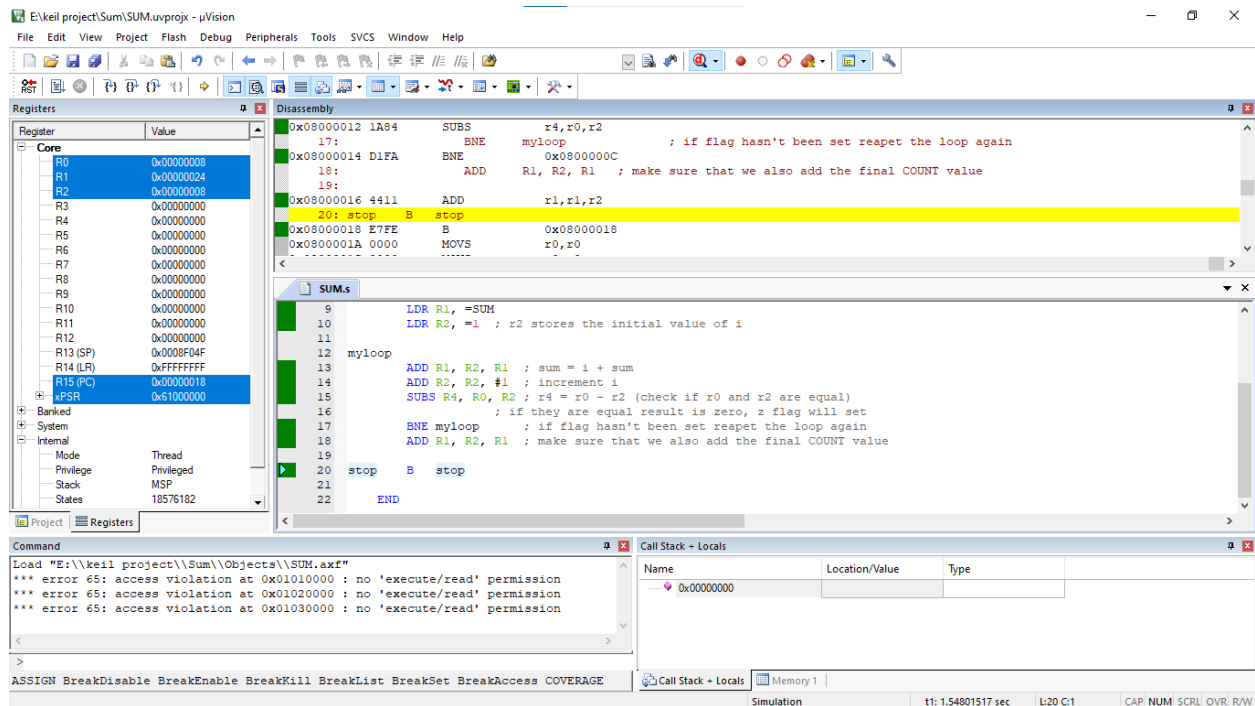 E:\keil project\Sum\SUM.uvprojx - µVision
File Edit View Project Flash Debug Peripherals Tools SVCS Window Help
RST
Registers
Register Value
Core
R0 0x00000008
R1 0x00000024
R2 0x00000008
R3 0x00000000
R4 0x00000000
R5 0x00000000
R6 0x00000000
R7 0x00000000
R8 0x00000000
R9 0x00000000
R10 0x00000000
R11 0x00000000
R12 0x00000000
R13 (SP) 0x0008F04F
R14 (LR) 0xFFFFFFFF
R15 (PC) 0x00000018
xPSR 0x61000000
Banked
System
Internal
Mode Thread
Privilege Privileged
Stack MSP
States 18576182
Project Registers
Disassembly
0x08000012 1A84 SUBS r4,r0,r2
17: BNE myloop ; if flag hasn't been set reapet the loop again
0x08000014 D1FA BNE 0x0800000C
18: ADD R1, R2, R1 ; make sure that we also add the final COUNT value
19:
0x08000016 4411 ADD r1,r1,r2
20: stop B stop
0x08000018 E7FE B 0x08000018
0x0800001A 0000 MOVS r0,r0
SUM.s
9 LDR R1, =SUM
10 LDR R2, =1 ; r2 stores the initial value of i
11
12 myloop
13 ADD R1, R2, R1 ; sum = i + sum
14 ADD R2, R2, #1 ; increment i
15 SUBS R4, R0, R2 ; r4 = r0 - r2 (check if r0 and r2 are equal)
16 ; if they are equal result is zero, z flag will set
17 BNE myloop ; if flag hasn't been set reapet the loop again
18 ADD R1, R2, R1 ; make sure that we also add the final COUNT value
19
20 stop B stop
21
22 END
Command
Load "E:\\keil project\\Sum\\Objects\\SUM.axf"
*** error 65: access violation at 0x01010000 : no 'execute/read' permission
*** error 65: access violation at 0x01020000 : no 'execute/read' permission
*** error 65: access violation at 0x01030000 : no 'execute/read' permission
>
ASSIGN BreakDisable BreakEnable BreakKill BreakList BreakSet BreakAccess COVERAGE
Call Stack + Locals
Name Location/Value Type
0x00000000
Call Stack + Locals Memory 1
Simulation t1: 1.54801517 sec L:20 C:1 CAP NUM SCRL OVR R/W